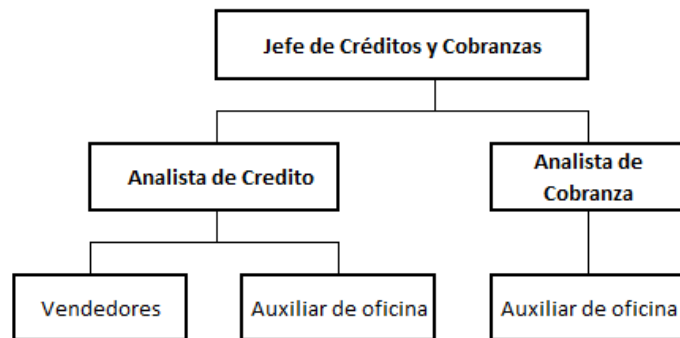 Jefe de Créditos y Cobranzas
Analista de Credito
Analista de
Cobranza
Vendedores
Auxiliar de oficina
Auxiliar de oficina